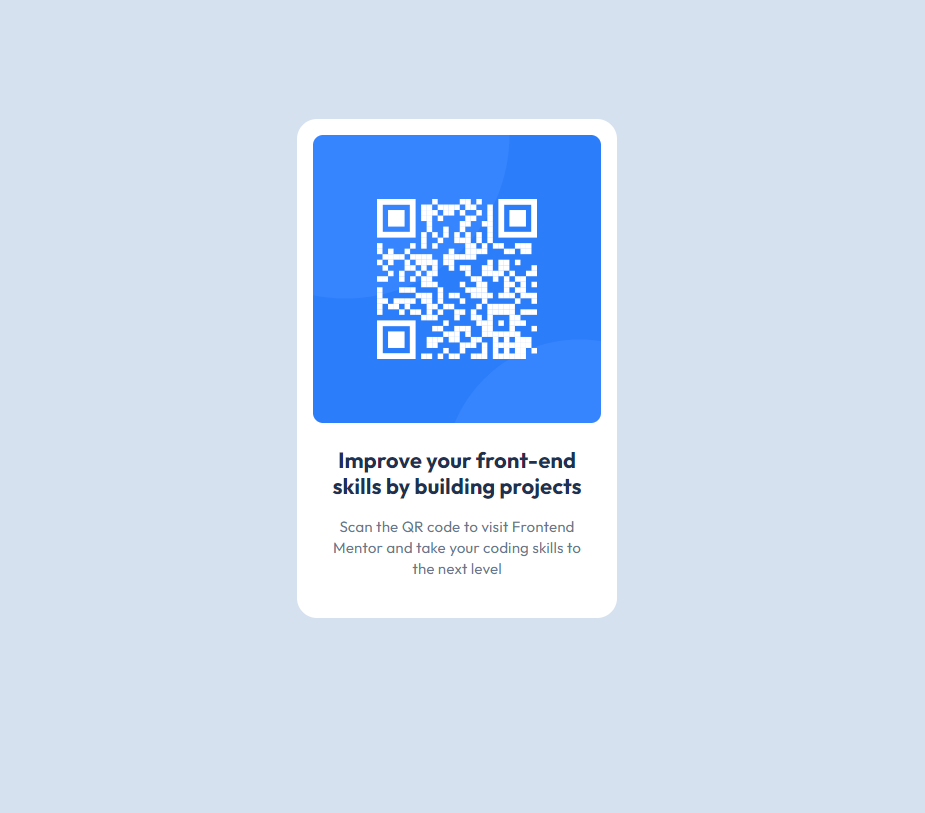 Improve your front-end
skills by building projects
Scan the QR code to visit Frontend
Mentor and take your coding skills to
the next level